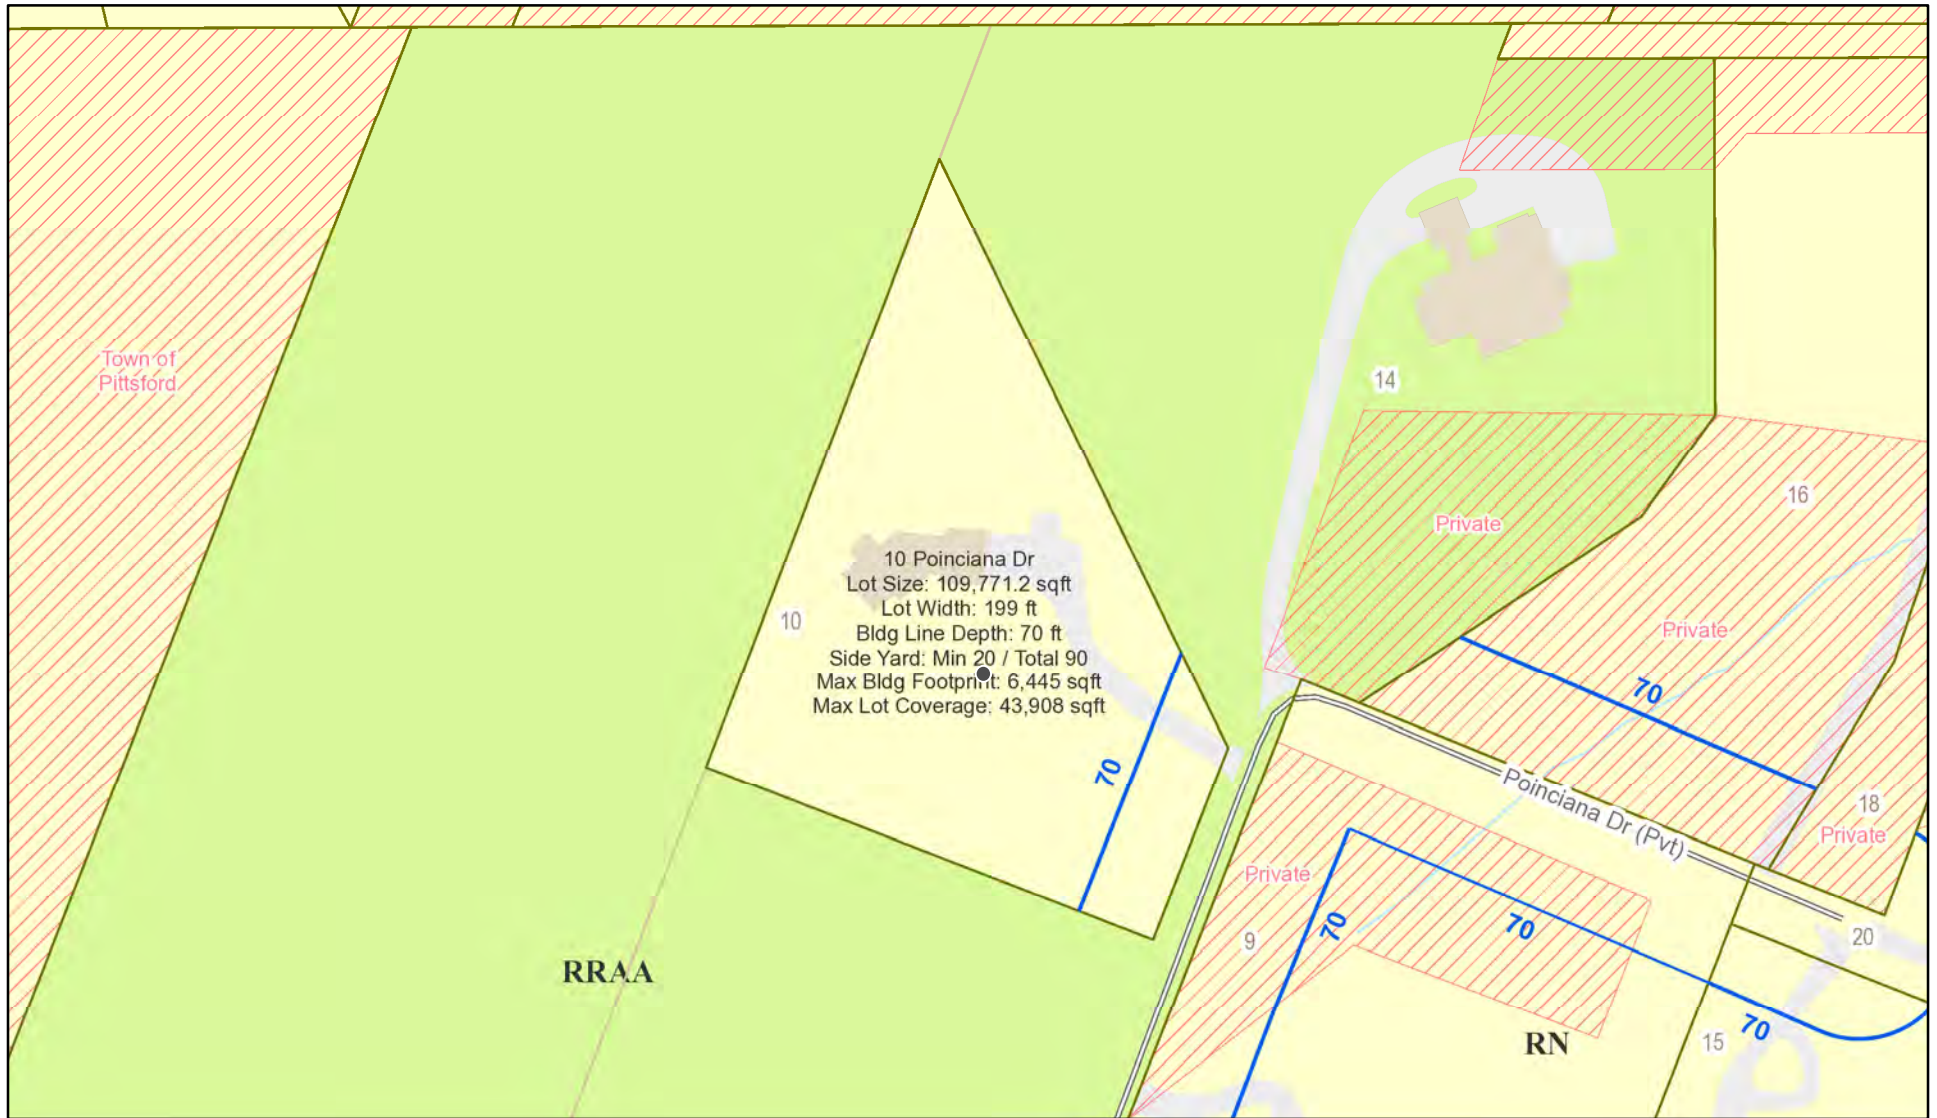 Town of
Pittsford
14
16
Private
10 Poinciana Dr
Lot Size: 109,771.2 sqft
Lot Width: 199 ft
Bldg Line Depth: 70 ft
Side Yard: Min 20 / Total 90
Max Bldg Footprint: 6,445 sqft
Max Lot Coverage: 43,908 sqft
10
Private
70
70
Poinciana Dr (Pvt)
18
Private
Private
9
70
70
20
RRAA
RN
70
15